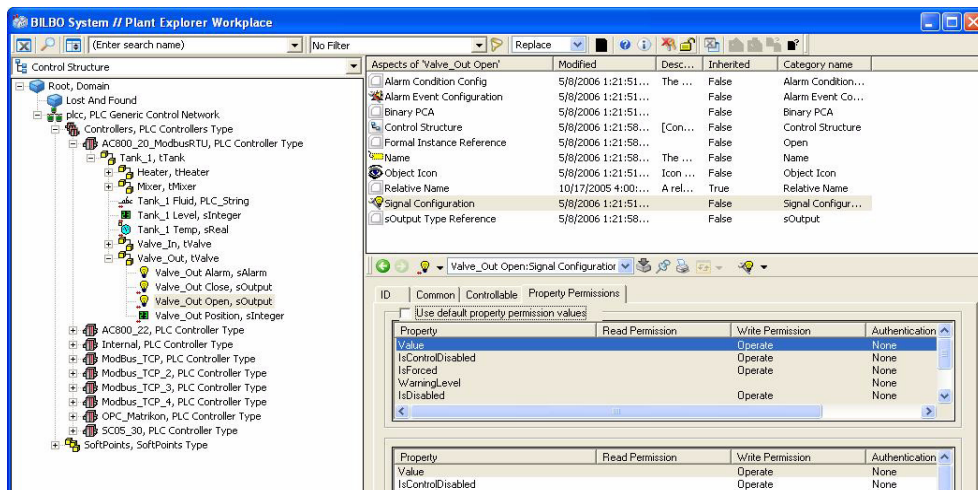 BILBO System // Plant Explorer Workplace
(Enter search name) No Filter Replace
Control Structure
Root, Domain
Lost And Found
plcc, PLC Generic Control Network
Controllers, PLC Controllers Type
AC800_20_ModbusRTU, PLC Controller Type
Tank_1, tTank
Heater, tHeater
Mixer, tMixer
abc Tank_1 Fluid, PLC_String
Tank_1 Level, sInteger
Tank_1 Temp, sReal
Valve_In, tValve
Valve_Out, tValve
Valve_Out Alarm, sAlarm
Valve_Out Close, sOutput
Valve_Out Open, sOutput
Valve_Out Position, sInteger
AC800_22, PLC Controller Type
Internal, PLC Controller Type
ModBus_TCP, PLC Controller Type
Modbus_TCP_2, PLC Controller Type
Modbus_TCP_3, PLC Controller Type
Modbus_TCP_4, PLC Controller Type
OPC_Matrikon, PLC Controller Type
SC05_30, PLC Controller Type
SoftPoints, SoftPoints Type
Aspects of 'Valve_Out Open' Modified Desc... Inherited Category name
Alarm Condition Config 5/8/2006 1:21:51... The ... False Alarm Condition...
Alarm Event Configuration 5/8/2006 1:21:51... False Alarm Event Co...
Binary PCA 5/8/2006 1:21:51... False Binary PCA
Control Structure 5/8/2006 1:21:58... [Con... False Control Structure
Formal Instance Reference 5/8/2006 1:21:58... False Open
Name 5/8/2006 1:21:58... The ... False Name
Object Icon 5/8/2006 1:21:51... Icon ... False Object Icon
Relative Name 10/17/2005 4:00:... A rel... True Relative Name
Signal Configuration 5/8/2006 1:21:51... False Signal Configur...
sOutput Type Reference 5/8/2006 1:21:58... False sOutput
Valve_Out Open:Signal Configuration
ID Common Controllable Property Permissions
Use default property permission values
Property Read Permission Write Permission Authentication
Value Operate None
IsControlDisabled Operate None
IsForced Operate None
WarningLevel None
IsDisabled Operate None
Property Read Permission Write Permission Authentication
Value Operate None
IsControlDisabled Operate None